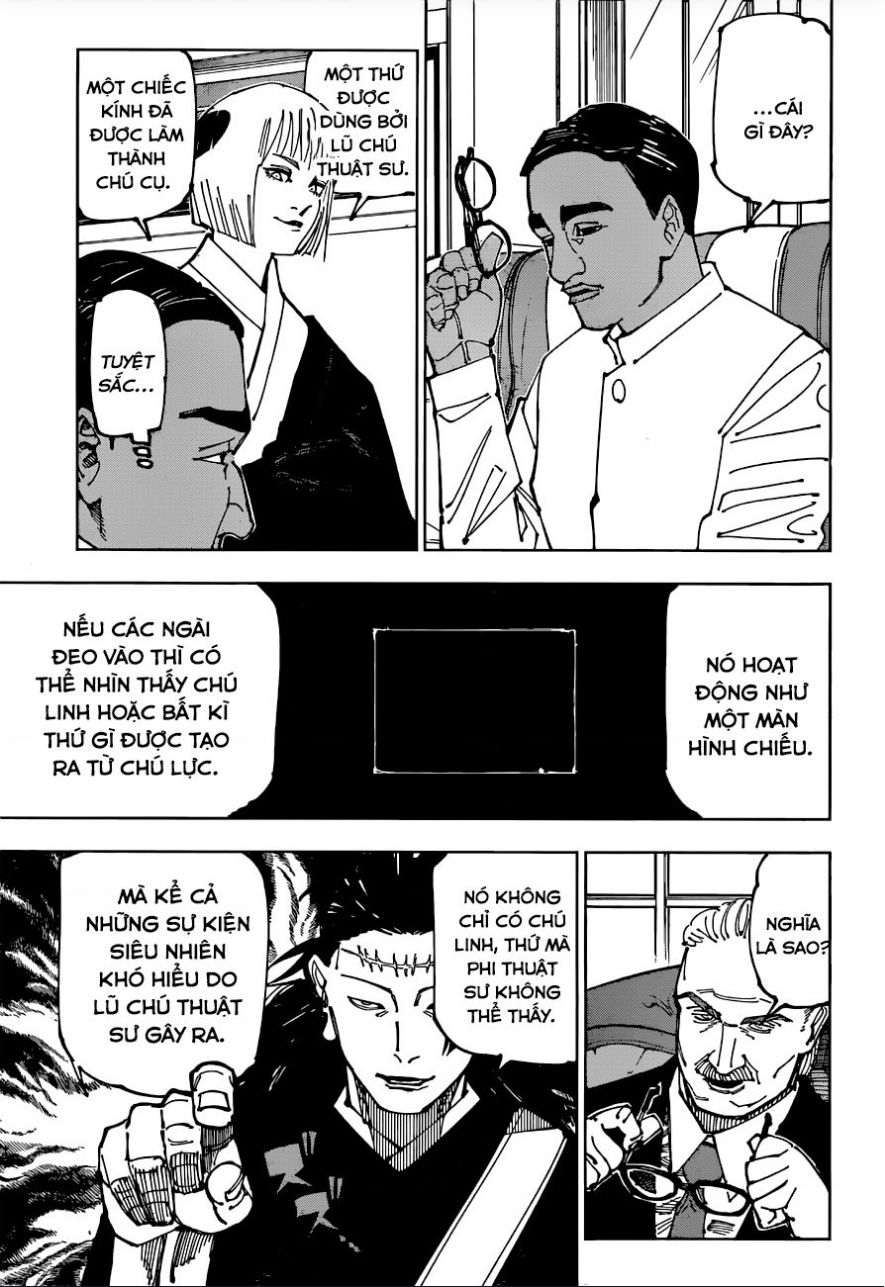 ...CÁI
GÌ ĐÂY?
MỘT THỨ
ĐƯỢC
DÙNG BỞI
LŨ CHÚ
THUẬT SƯ.
MỘT CHIẾC
KÍNH ĐÃ
ĐƯỢC LÀM
THÀNH
CHÚ CỤ.
TUYỆT
SẮC...
NÓ HOẠT
ĐỘNG NHƯ
MỘT MÀN
HÌNH CHIẾU.
NẾU CÁC NGÀI
ĐEO VÀO THÌ CÓ
THỂ NHÌN THẤY CHÚ
LINH HOẶC BẤT KÌ
THỨ GÌ ĐƯỢC TẠO
RA TỪ CHÚ LỰC.
NGHĨA
LÀ SAO?
NÓ KHÔNG
CHỈ CÓ CHÚ
LINH, THỨ MÀ
PHI THUẬT
SƯ KHÔNG
THỂ THẤY.
MÀ KỂ CẢ
NHỮNG SỰ KIỆN
SIÊU NHIÊN
KHÓ HIỂU DO
LŨ CHÚ THUẬT
SƯ GÂY RA.